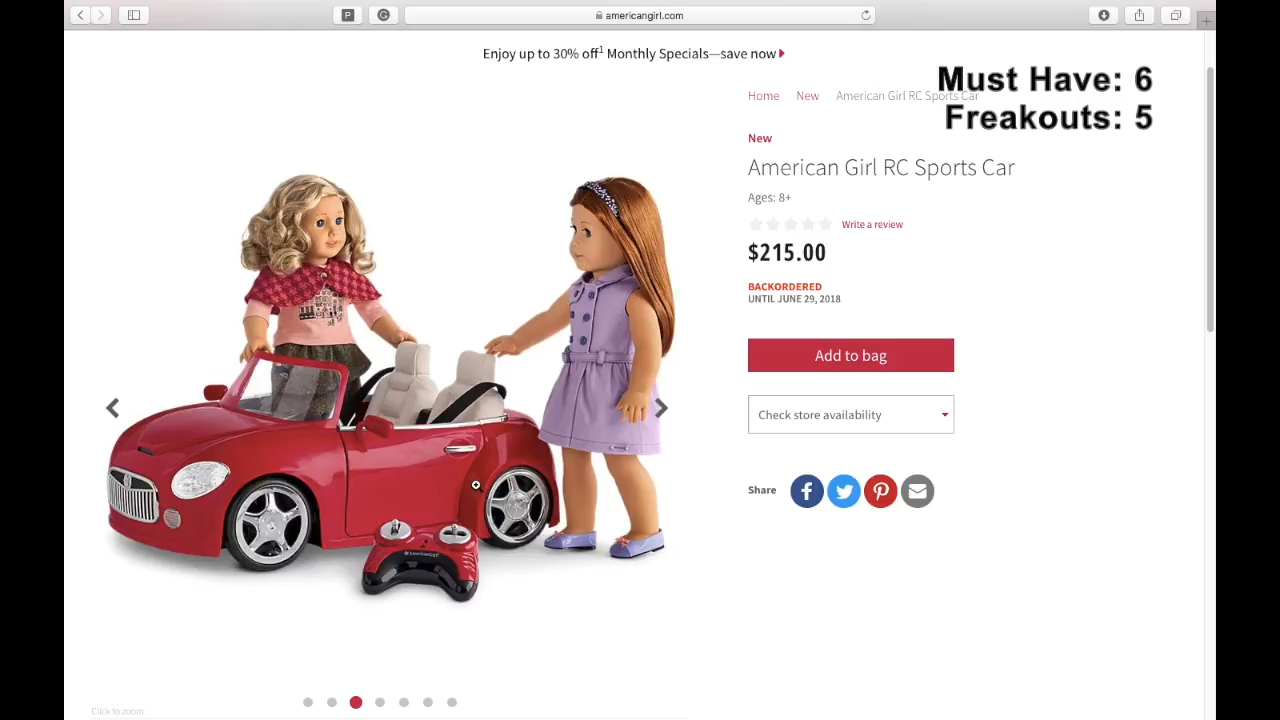 americangirl.com
Enjoy up to 30% off¹ Monthly Specials—save now
Must Have: 6
Freakouts: 5
Home New American Girl RC Sports Car
New
American Girl RC Sports Car
Ages: 8+
Write a review
$215.00
BACKORDERED
UNTIL JUNE 29, 2018
Add to bag
Check store availability
Share
Click to zoom